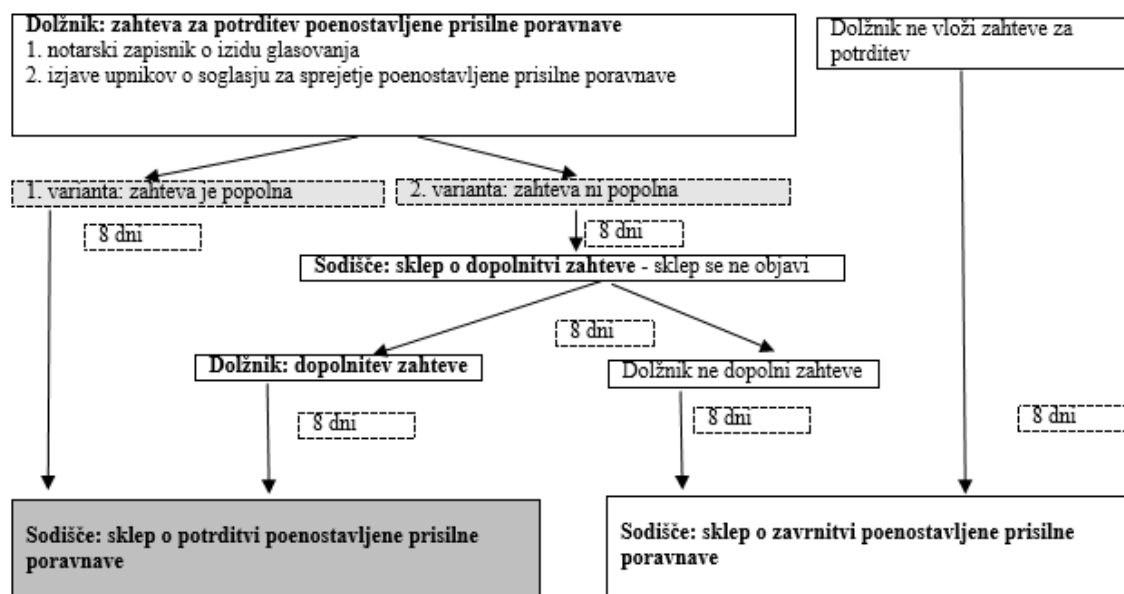 Dolžnik: zahteva za potrditev poenostavljene prisilne poravnave
1. notarski zapisnik o izidu glasovanja
2. izjave upnikov o soglasju za sprejetje poenostavljene prisilne poravnave
Dolžnik ne vloži zahteve za
potrditev
1. varianta: zahteva je popolna
2. varianta: zahteva ni popolna
8 dni
8 dni
Sodišče: sklep o dopolnitvi zahteve - sklep se ne objavi
8 dni
Dolžnik: dopolnitev zahteve
Dolžnik ne dopolni zahteve
8 dni
8 dni
8 dni
Sodišče: sklep o potrditvi poenostavljene prisilne
poravnave
Sodišče: sklep o zavrnitvi poenostavljene prisilne
poravnave